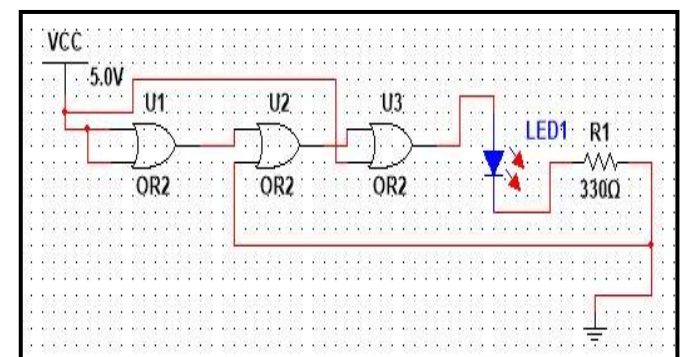 VCC
5.0V
U1
U2
U3
LED1
R1
OR2
OR2
OR2
330Ω